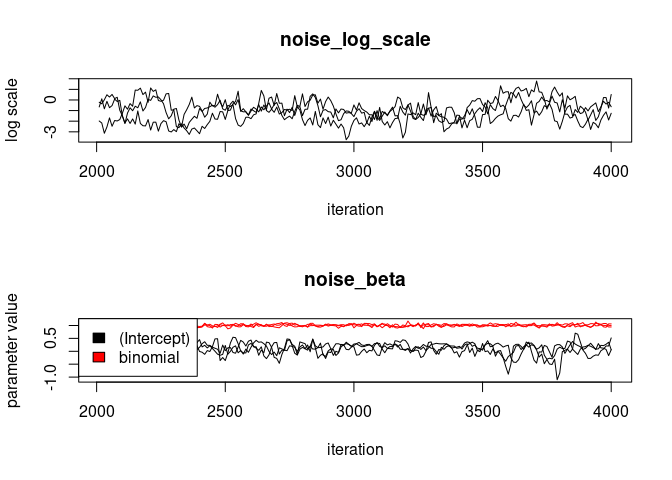 noise_log_scale
log scale
0
-3
2000 2500 3000 3500 4000
iteration
noise_beta
parameter value
0.5
-1.0
(Intercept)
binomial
2000 2500 3000 3500 4000
iteration